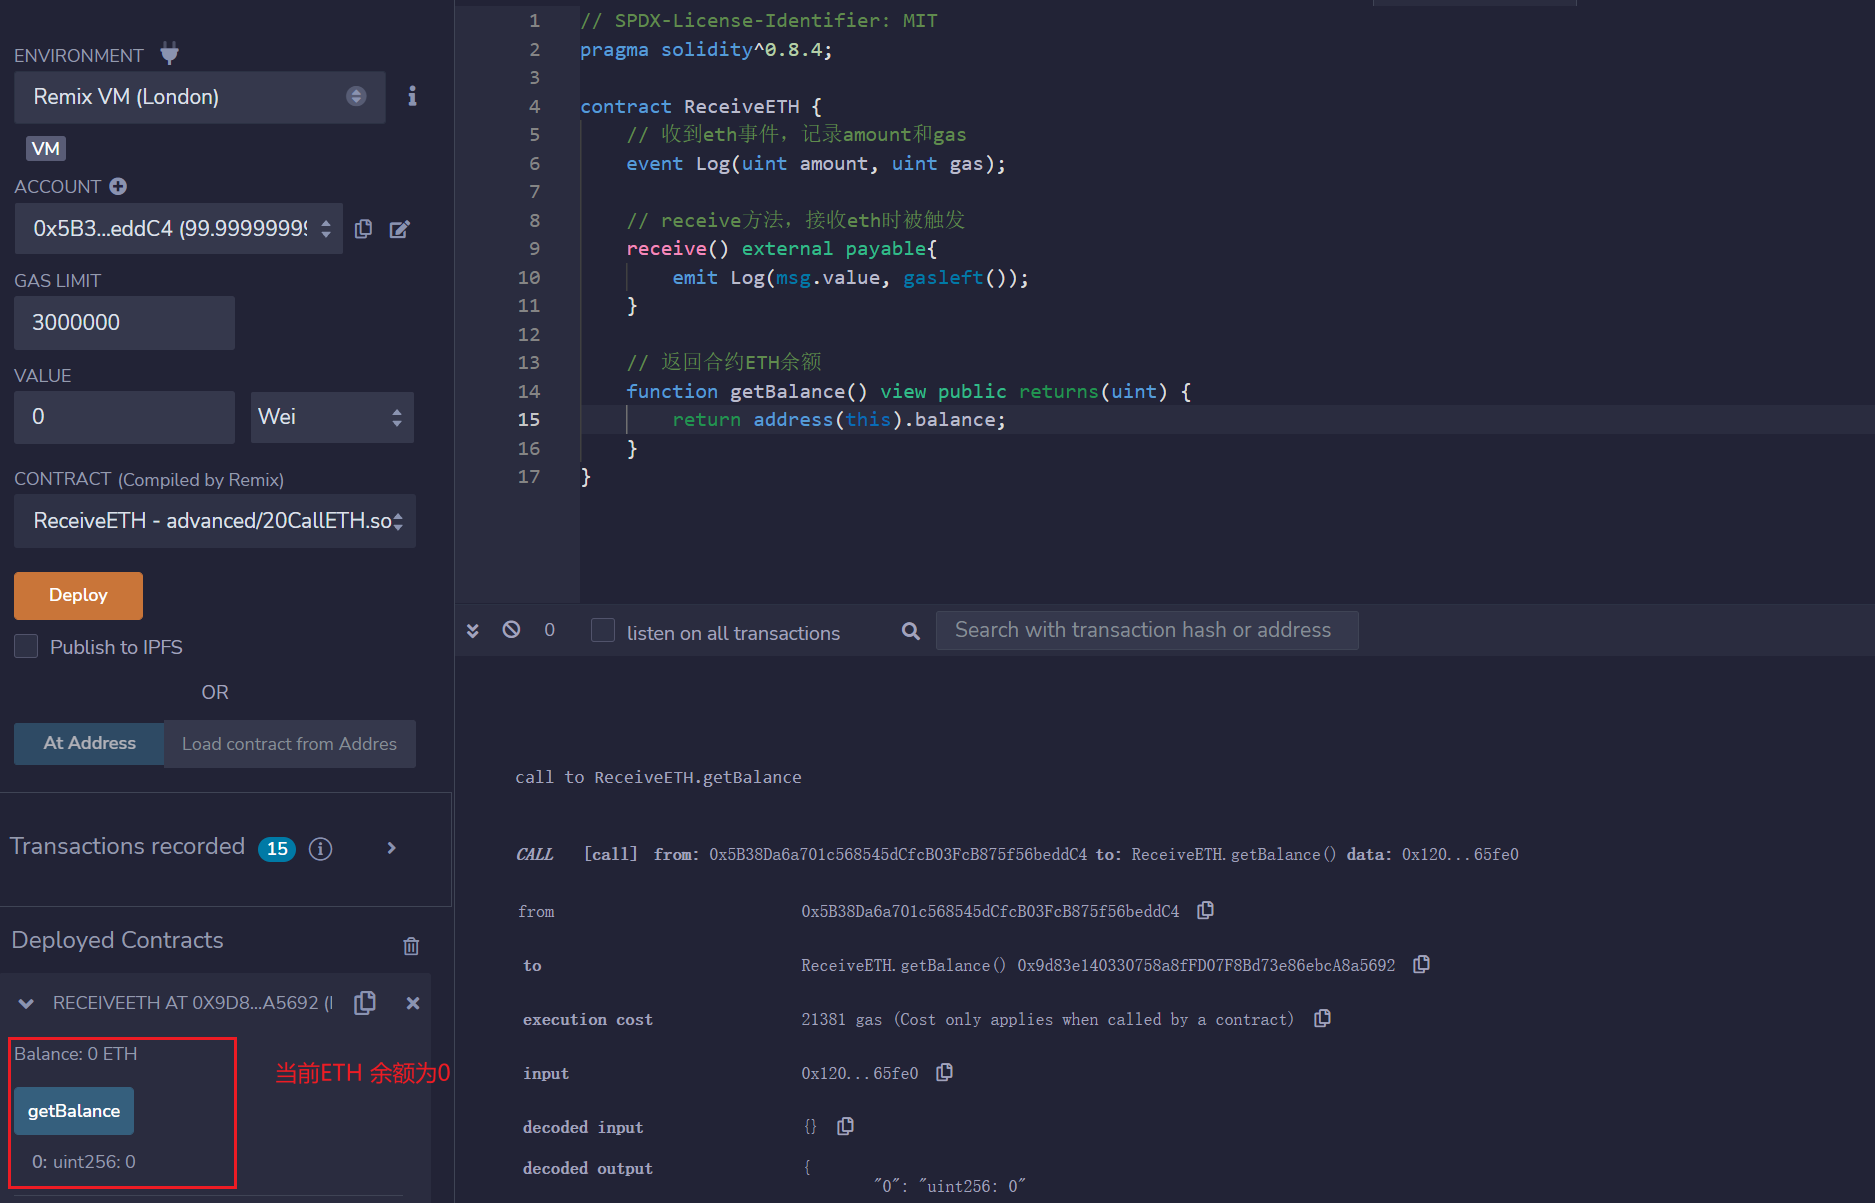 ENVIRONMENT
Remix VM (London)
VM
ACCOUNT
0x5B3...eddC4 (99.99999999
GAS LIMIT
3000000
VALUE
0
Wei
CONTRACT (Compiled by Remix)
ReceiveETH - advanced/20CallETH.so
Deploy
Publish to IPFS
OR
At Address
Load contract from Addres
Transactions recorded 15
Deployed Contracts
RECEIVEETH AT 0X9D8...A5692 (
Balance: 0 ETH
当前ETH 余额为0
getBalance
0: uint256: 0
1 // SPDX-License-Identifier: MIT
2 pragma solidity^0.8.4;
3
4 contract ReceiveETH {
5 // 收到eth事件，记录amount和gas
6 event Log(uint amount, uint gas);
7
8 // receive方法，接收eth时被触发
9 receive() external payable{
10 emit Log(msg.value, gasleft());
11 }
12
13 // 返回合约ETH余额
14 function getBalance() view public returns(uint) {
15 return address(this).balance;
16 }
17 }
0 listen on all transactions
Search with transaction hash or address
call to ReceiveETH.getBalance
CALL [call] from: 0x5B38Da6a701c568545dCfcB03FcB875f56beddC4 to: ReceiveETH.getBalance() data: 0x120...65fe0
from 0x5B38Da6a701c568545dCfcB03FcB875f56beddC4
to ReceiveETH.getBalance() 0x9d83e140330758a8fFD07F8Bd73e86ebcA8a5692
execution cost 21381 gas (Cost only applies when called by a contract)
input 0x120...65fe0
decoded input {}
decoded output {
"0": "uint256: 0"